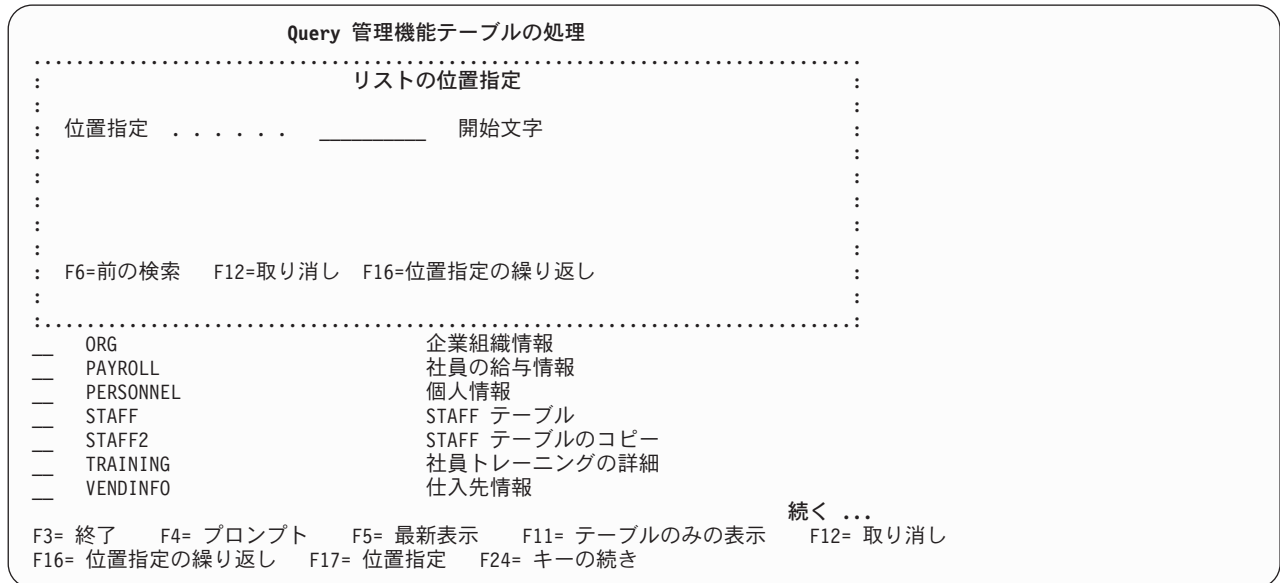 Query 管理機能テーブルの処理
..............................................................................
: リストの位置指定 :
: :
: 位置指定 . . . . . . __________ 開始文字 :
: :
: :
: :
: :
: :
: F6=前の検索 F12=取り消し F16=位置指定の繰り返し :
: :
:............................................................................:
__ ORG 企業組織情報
__ PAYROLL 社員の給与情報
__ PERSONNEL 個人情報
__ STAFF STAFF テーブル
__ STAFF2 STAFF テーブルのコピー
__ TRAINING 社員トレーニングの詳細
__ VENDINFO 仕入先情報
続く ...
F3= 終了 F4= プロンプト F5= 最新表示 F11= テーブルのみの表示 F12= 取り消し
F16= 位置指定の繰り返し F17= 位置指定 F24= キーの続き